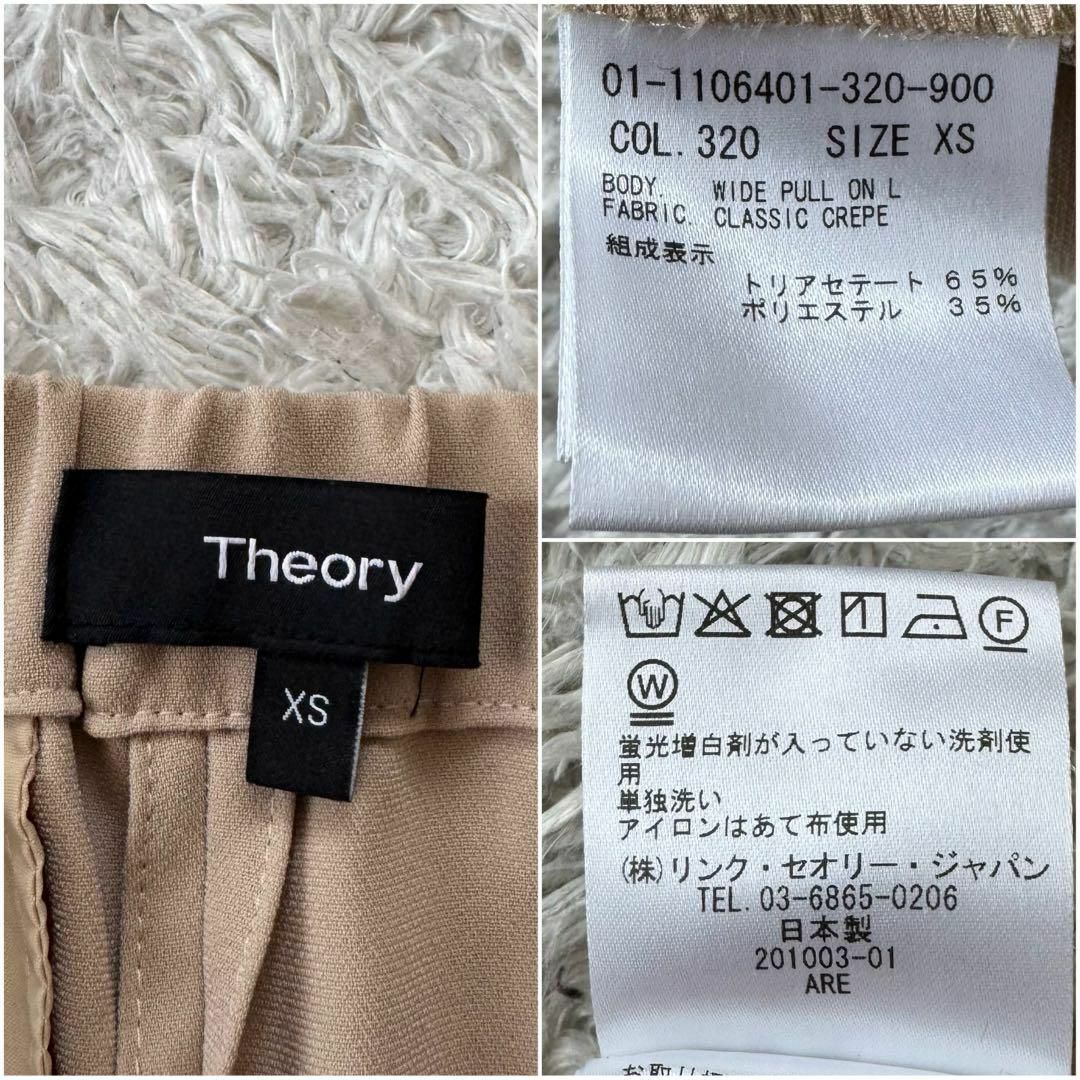 Theory
XS
01-1106401-320-900
COL.320 SIZE XS
BODY. WIDE PULL ON L
FABRIC. CLASSIC CREPE
組成表示
トリアセテート 65%
ポリエステル 35%
F
W
蛍光増白剤が入っていない洗剤使
用
単独洗い
アイロンはあて布使用
(株)リンク・セオリー・ジャパン
TEL.03-6865-0206
日本製
201003-01
ARE